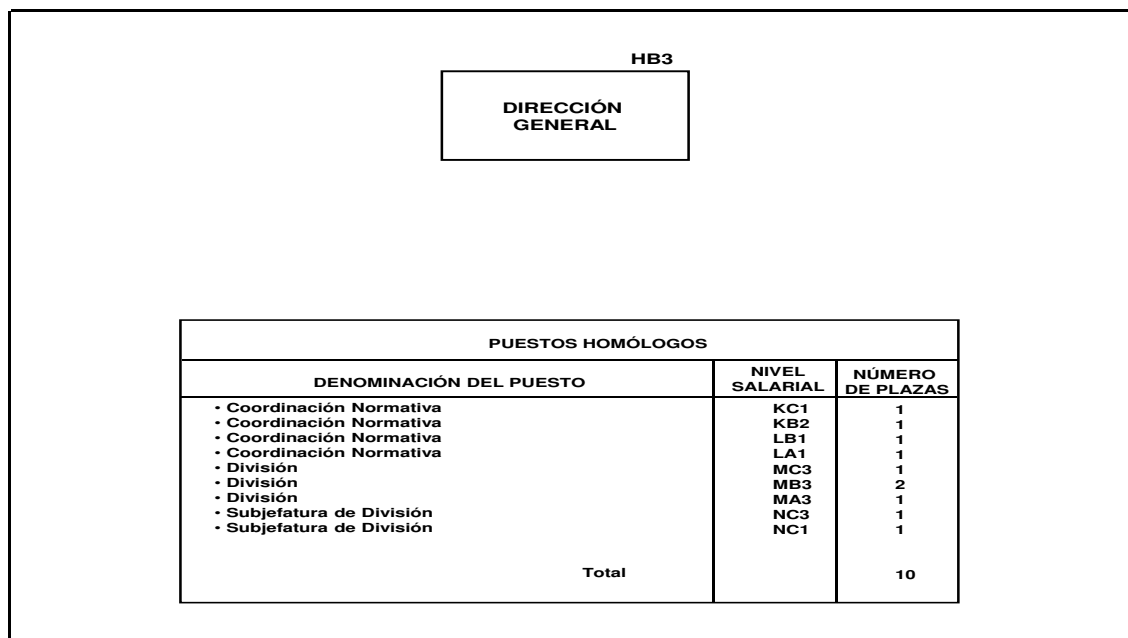 HB3
DIRECCIÓN
GENERAL
PUESTOS HOMÓLOGOS
DENOMINACIÓN DEL PUESTO NIVEL SALARIAL NÚMERO DE PLAZAS
• Coordinación Normativa KC1 1
• Coordinación Normativa KB2 1
• Coordinación Normativa LB1 1
• Coordinación Normativa LA1 1
• División MC3 1
• División MB3 2
• División MA3 1
• Subjefatura de División NC3 1
• Subjefatura de División NC1 1
Total 10